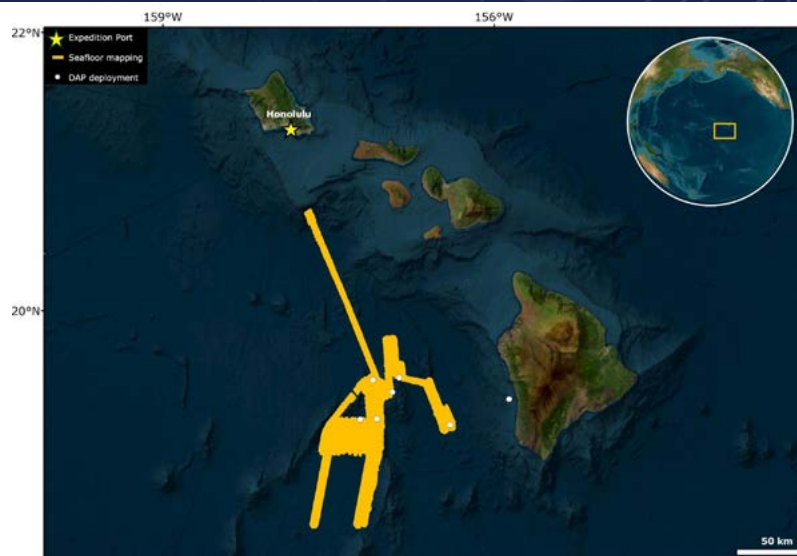 159°W
156°W
22°N
Expedition Port
Seafloor mapping
DAP deployment
Honolulu
20°N
50 km